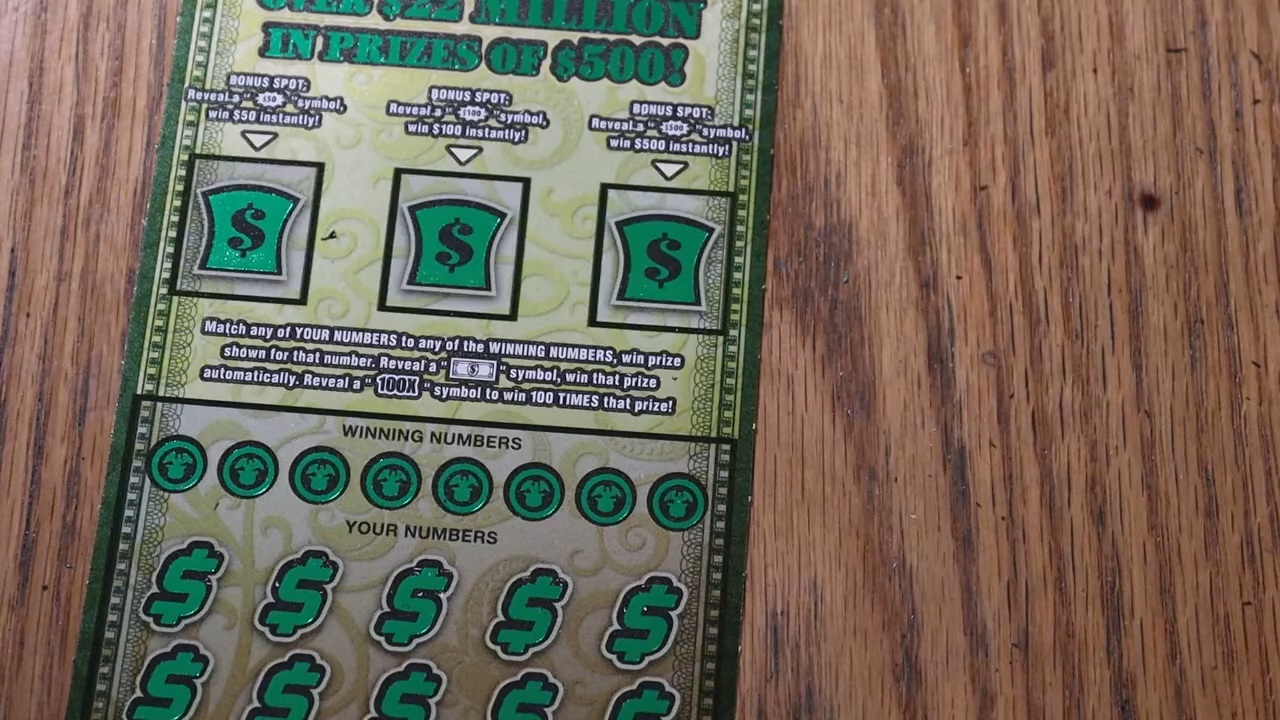 OVER $22 MILLION
IN PRIZES OF $500!
BONUS SPOT:
Reveal a "$50" symbol,
win $50 instantly!
BONUS SPOT:
Reveal a "$100" symbol,
win $100 instantly!
BONUS SPOT:
Reveal a "$500" symbol,
win $500 instantly!
$ $ $
Match any of YOUR NUMBERS to any of the WINNING NUMBERS, win prize
shown for that number. Reveal a "$" symbol, win that prize
automatically. Reveal a "100X" symbol to win 100 TIMES that prize!
WINNING NUMBERS
YOUR NUMBERS
$ $ $ $ $
$ $ $ $ $